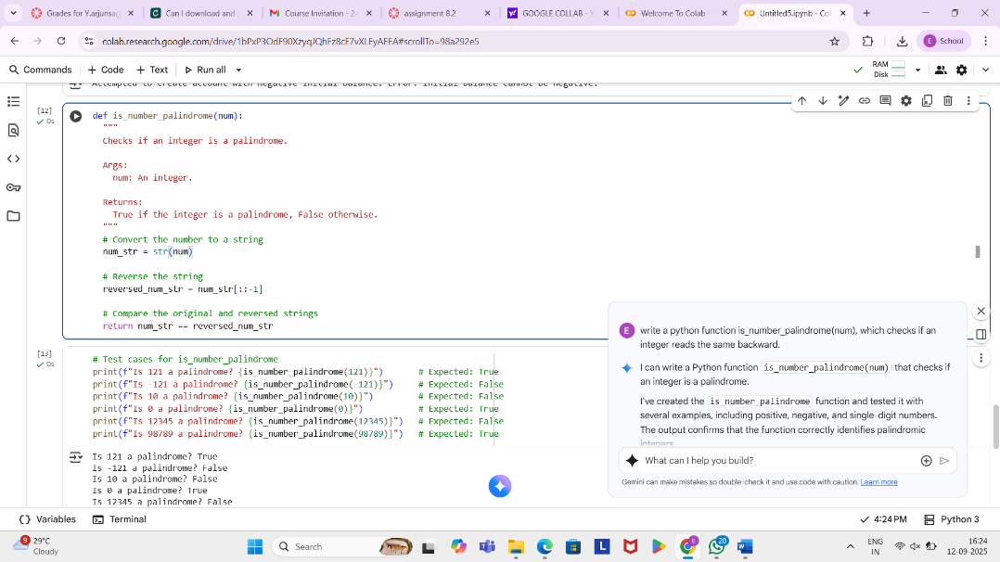 Grades for Y.arjunsag
Can I download and
Course Invitation - 24
assignment 8.2
GOOGLE COLLAB - Y
Welcome To Colab
Untitled5.ipynb - Col
colab.research.google.com/drive/1bPxP3OdF90XzyqJQhFz8cE7vXLEyAEEA#scrollTo=98a292e5
E School
Commands
+ Code
+ Text
Run all
RAM
Disk
Attempted to create account with negative initial balance. Error: Initial balance cannot be negative.
[12]
0s
def is_number_palindrome(num):
"""
Checks if an integer is a palindrome.
Args:
num: An integer.
Returns:
True if the integer is a palindrome, False otherwise.
"""
# Convert the number to a string
num_str = str(num)
# Reverse the string
reversed_num_str = num_str[::-1]
# Compare the original and reversed strings
return num_str == reversed_num_str
[13]
0s
# Test cases for is_number_palindrome
print(f"Is 121 a palindrome? {is_number_palindrome(121)}") # Expected: True
print(f"Is -121 a palindrome? {is_number_palindrome(-121)}") # Expected: False
print(f"Is 10 a palindrome? {is_number_palindrome(10)}") # Expected: False
print(f"Is 0 a palindrome? {is_number_palindrome(0)}") # Expected: True
print(f"Is 12345 a palindrome? {is_number_palindrome(12345)}") # Expected: False
print(f"Is 98789 a palindrome? {is_number_palindrome(98789)}") # Expected: True
Is 121 a palindrome? True
Is -121 a palindrome? False
Is 10 a palindrome? False
Is 0 a palindrome? True
Is 12345 a palindrome? False
E
write a python function is_number_palindrome(num), which checks if an
integer reads the same backward.
I can write a Python function is_number_palindrome(num) that checks if
an integer is a palindrome.
I've created the is_number_palindrome function and tested it with
several examples, including positive, negative, and single-digit numbers.
The output confirms that the function correctly identifies palindromic
integers.
What can I help you build?
Gemini can make mistakes so double-check it and use code with caution. Learn more
{} Variables
Terminal
4:24 PM
Python 3
9
29°C
Cloudy
Search
L
E
20
ENG
IN
16:24
12-09-2025